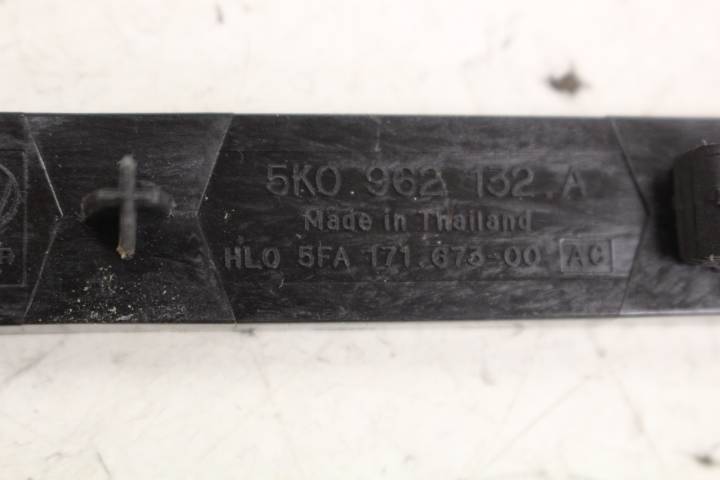 5K0 962 132 A
Made in Thailand
HLO 5FA 171.673-00 AC